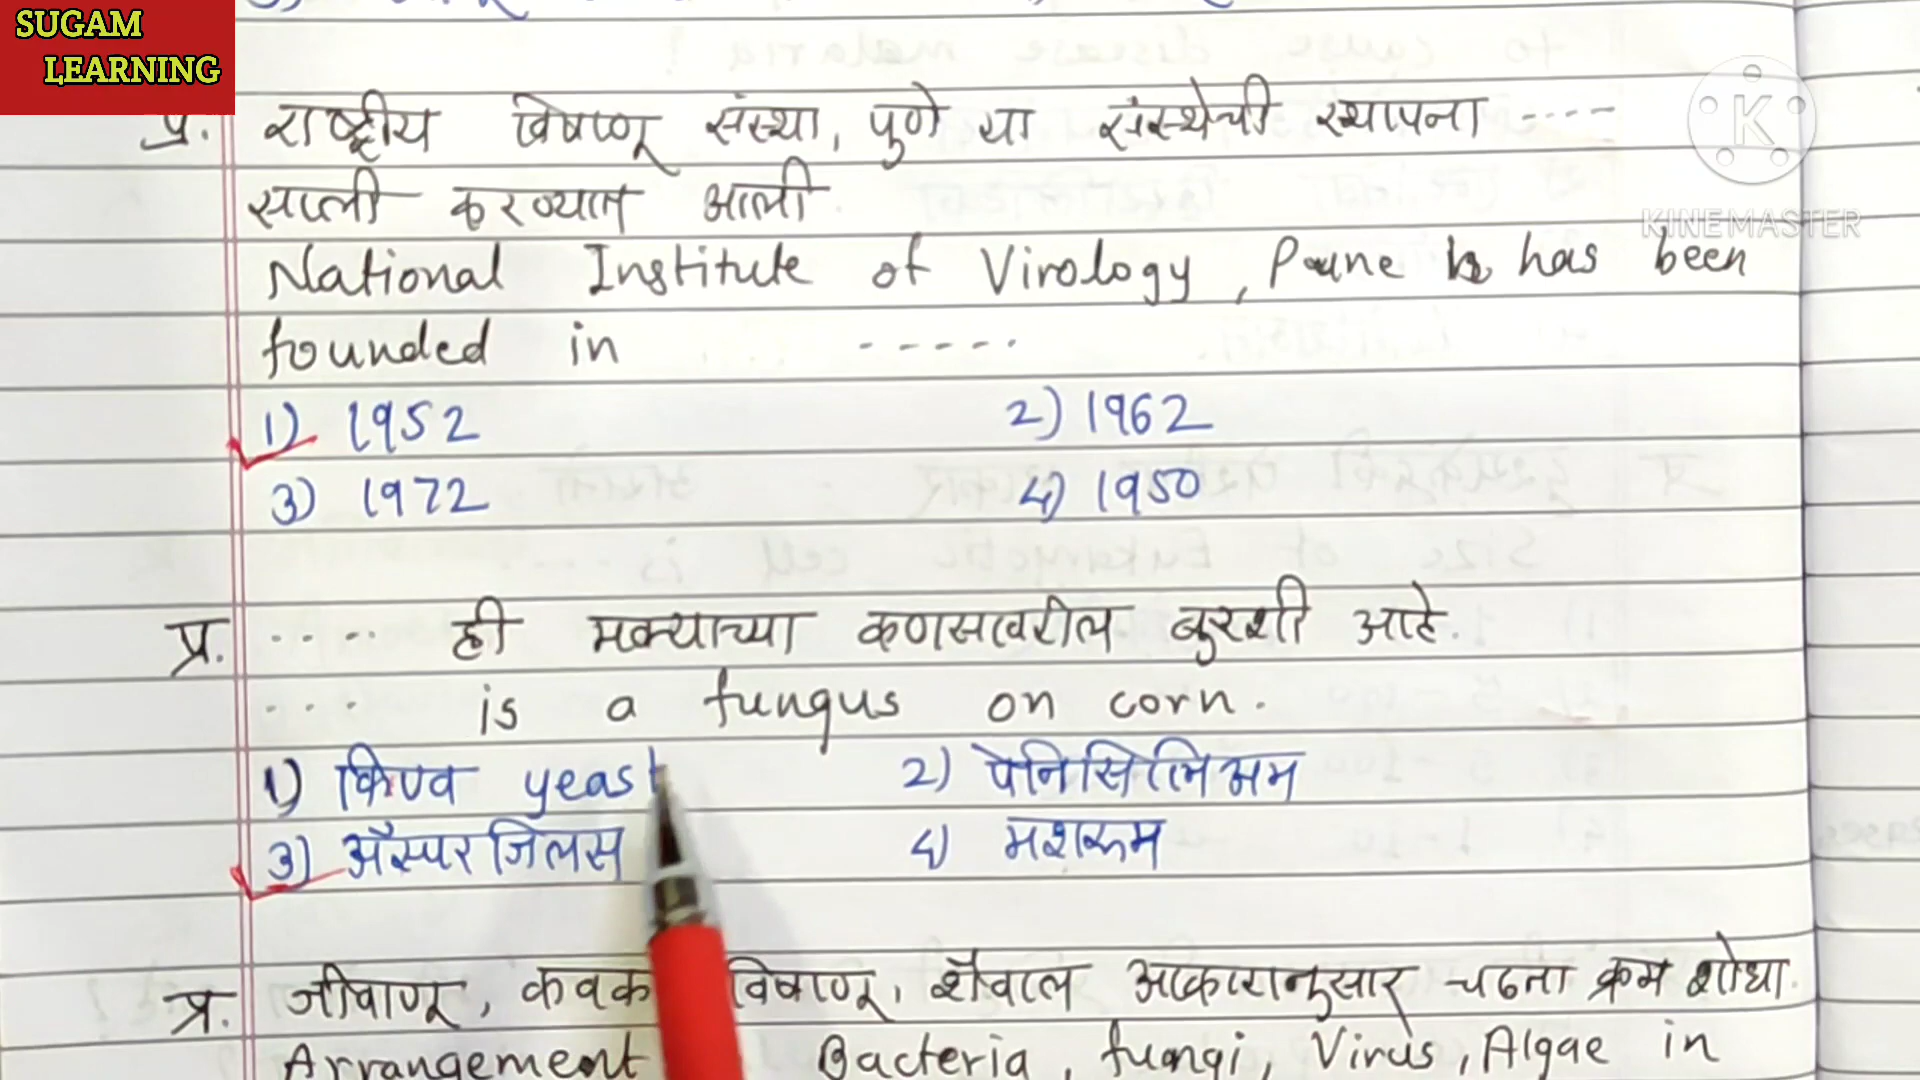 SUGAM
LEARNING
KINEMASTER
प्र. राष्ट्रीय विषाणू संस्था, पुणे या संस्थेची स्थापना ----
साली करण्यात आली
National Institute of Virology, Pune has been
founded in -----
1) 1952 2) 1962
3) 1972 4) 1950
प्र. .... ही मक्याच्या कणसावरील बुरशी आहे.
... is a fungus on corn.
1) किण्व yeast 2) पेनिसिलिअम
3) अॅस्परजिलस 4) मशरूम
प्र. जीवाणू, कवक विषाणू, शैवाल आकारानुसार चढता क्रम शोधा.
Arrangement Bacteria, fungi, Virus, Algae in